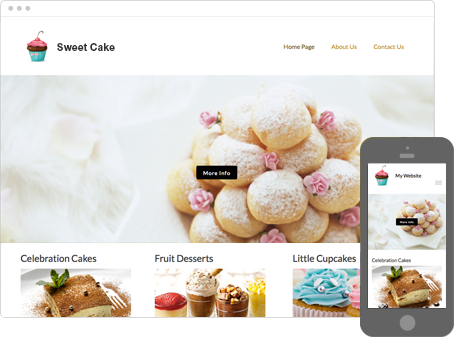 Sweet Cake
Home Page
About Us
Contact Us
More Info
Celebration Cakes
Fruit Desserts
Little Cupcakes
My Website
More Info
Celebration Cakes